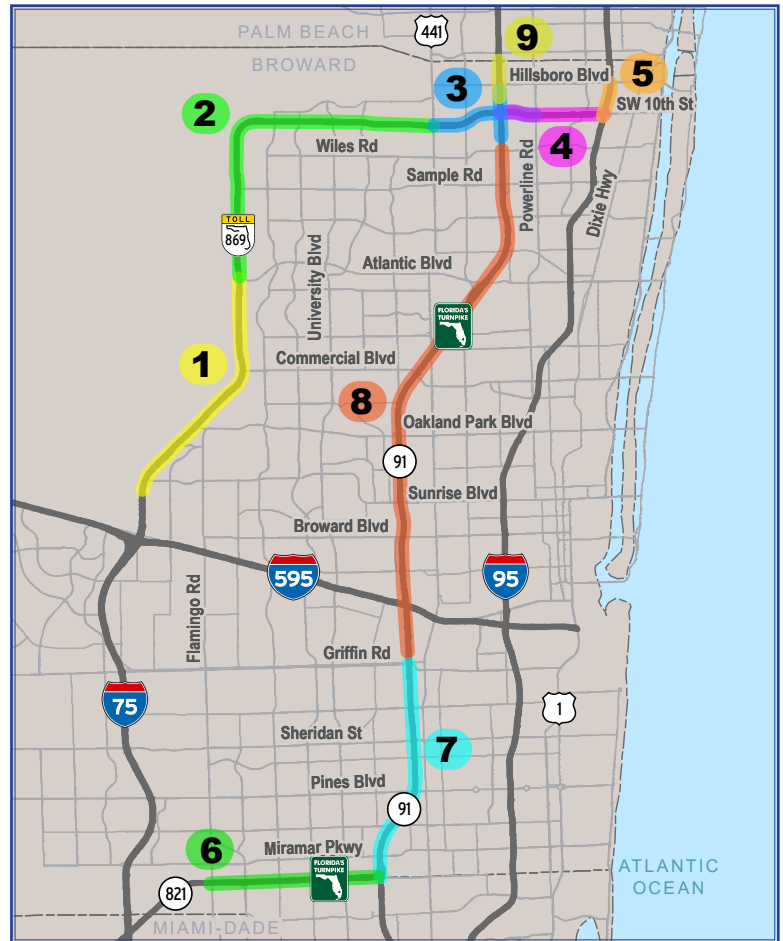 PALM BEACH
441
BROWARD
9
Hillsboro Blvd
5
3
SW 10th St
2
Wiles Rd
4
Sample Rd
Powerline Rd
Dixie Hwy
TOLL
869
University Blvd
Atlantic Blvd
FLORIDA'S
TURNPIKE
1
Commercial Blvd
8
Oakland Park Blvd
91
Sunrise Blvd
Broward Blvd
595
95
Flamingo Rd
Griffin Rd
75
1
Sheridan St
7
Pines Blvd
91
6
Miramar Pkwy
FLORIDA'S
TURNPIKE
821
ATLANTIC
OCEAN
MIAMI-DADE